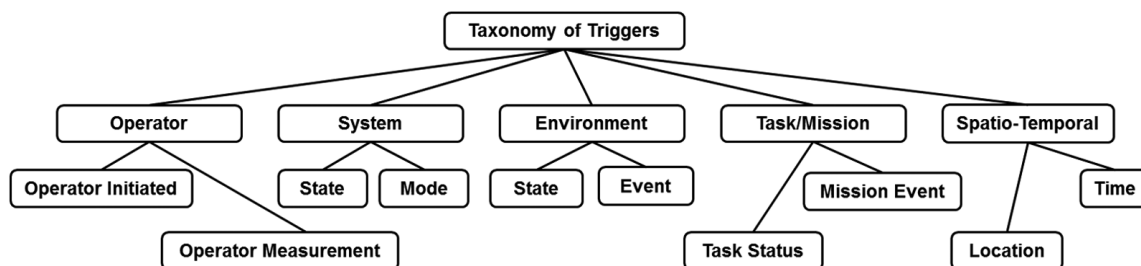 Taxonomy of Triggers
Operator
System
Environment
Task/Mission
Spatio-Temporal
Operator Initiated
State
Mode
State
Event
Mission Event
Time
Operator Measurement
Task Status
Location